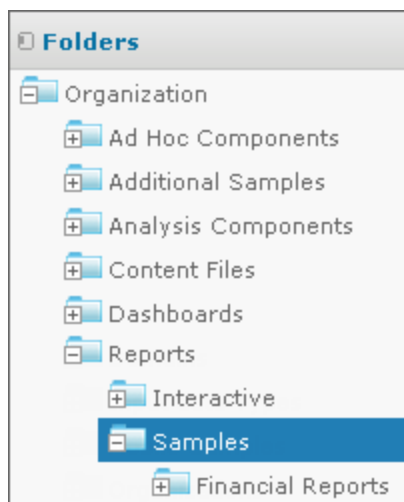 Folders
Organization
Ad Hoc Components
Additional Samples
Analysis Components
Content Files
Dashboards
Reports
Interactive
Samples
Financial Reports